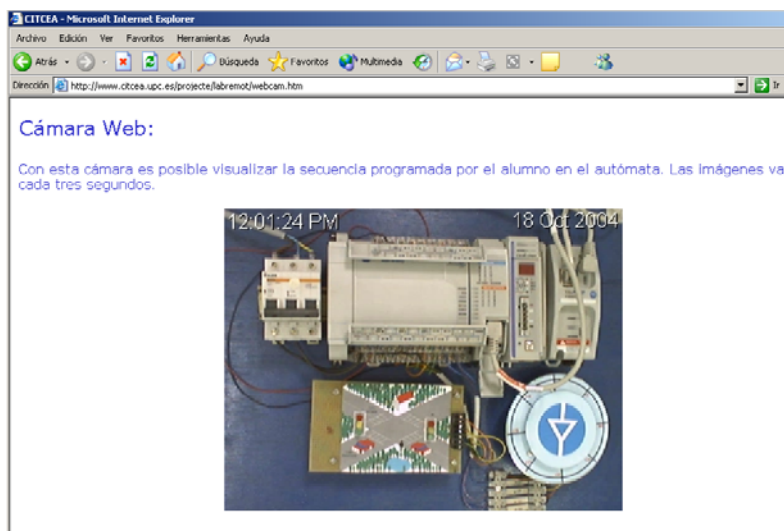 CITCEA - Microsoft Internet Explorer
Archivo Edición Ver Favoritos Herramientas Ayuda
Atrás Búsqueda Favoritos Multimedia
Dirección http://www.citcea.upc.es/projecte/labremot/webcam.htm Ir
Cámara Web:
Con esta cámara es posible visualizar la secuencia programada por el alumno en el autómata. Las imágenes va
cada tres segundos.
12:01:24 PM 18 Oct 2004